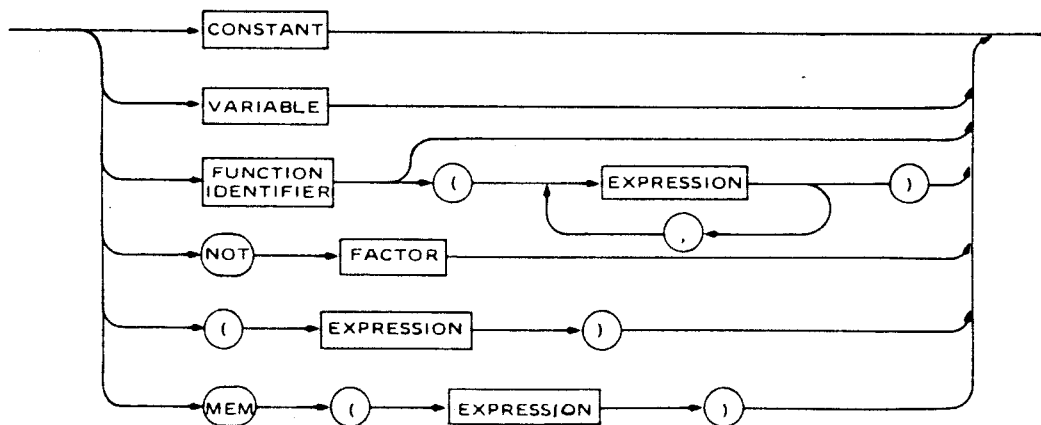 CONSTANT
VARIABLE
FUNCTION
IDENTIFIER
( EXPRESSION )
,
NOT FACTOR
( EXPRESSION )
MEM ( EXPRESSION )